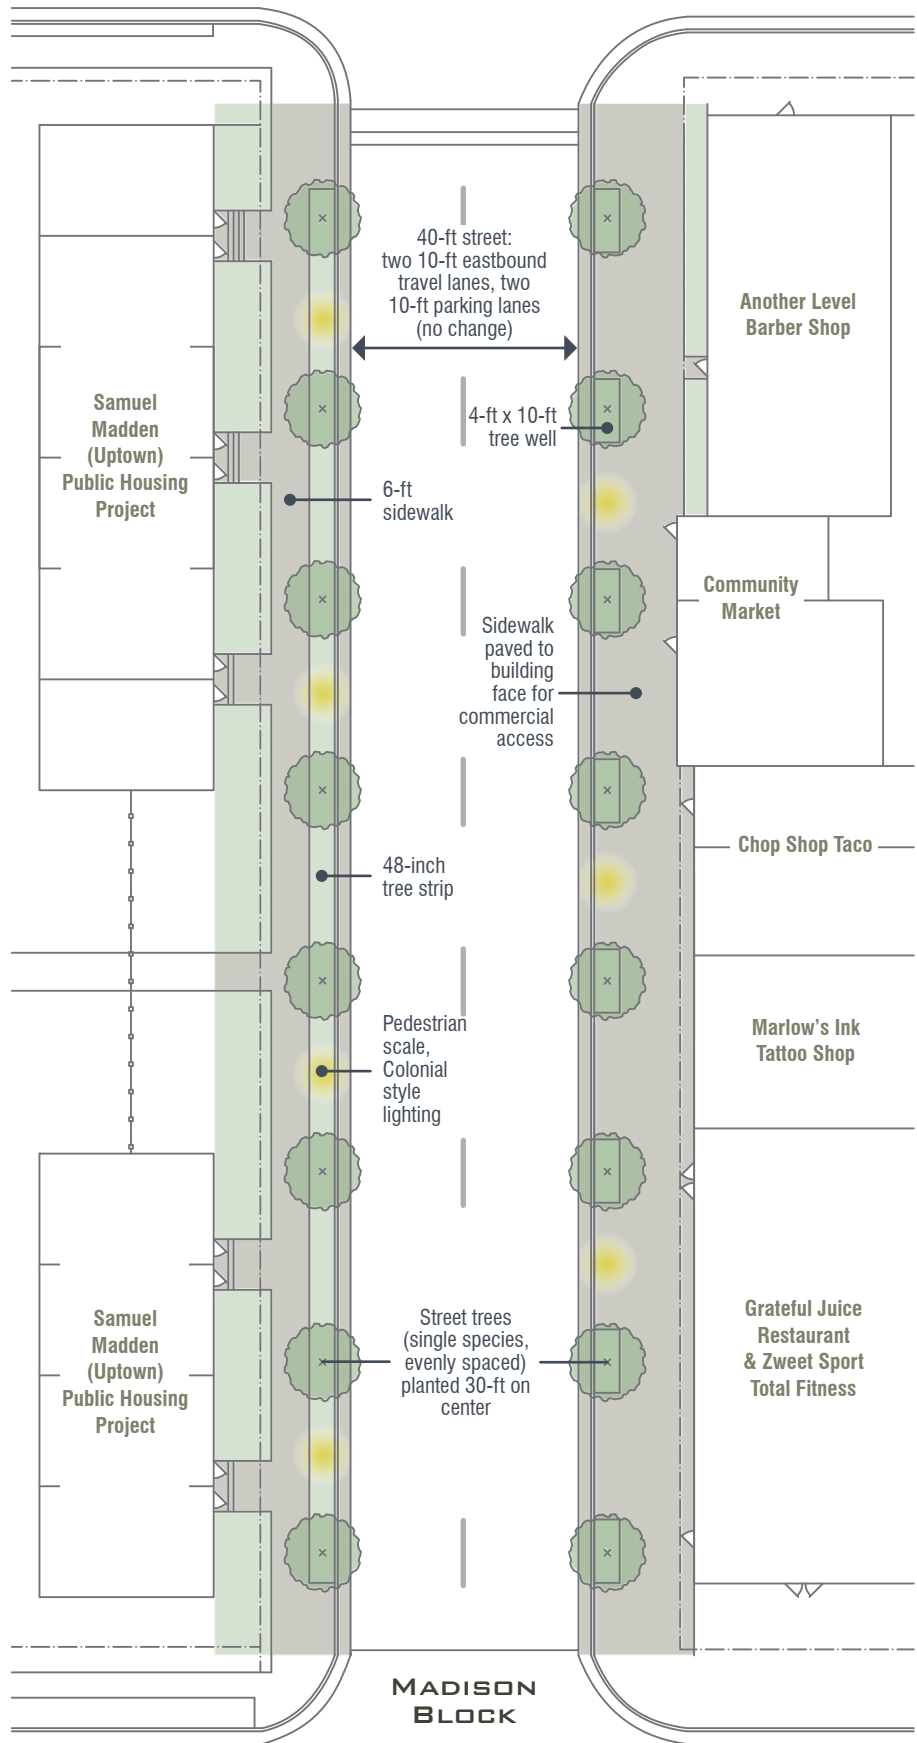 40-ft street:
two 10-ft eastbound
travel lanes, two
10-ft parking lanes
(no change)
Another Level
Barber Shop
Samuel
Madden
(Uptown)
Public Housing
Project
4-ft x 10-ft
tree well
6-ft
sidewalk
Community
Market
Sidewalk
paved to
building
face for
commercial
access
Chop Shop Taco
48-inch
tree strip
Pedestrian
scale,
Colonial
style
lighting
Marlow's Ink
Tattoo Shop
Samuel
Madden
(Uptown)
Public Housing
Project
Street trees
(single species,
evenly spaced)
planted 30-ft on
center
Grateful Juice
Restaurant
& Zweet Sport
Total Fitness
MADISON
BLOCK